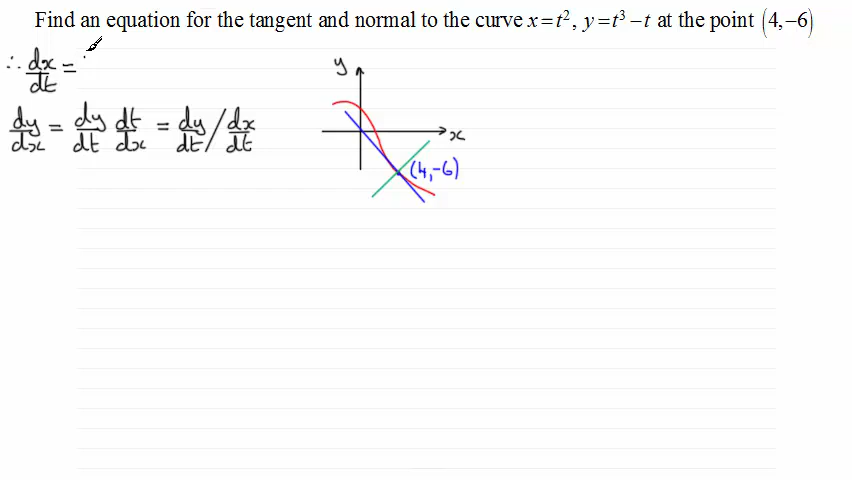 Find an equation for the tangent and normal to the curve x = t², y = t³ − t at the point (4, −6)
∴ dx/dt =
dy/dx = dy/dt dt/dx = dy/dt / dx/dt
y
x
(4, −6)